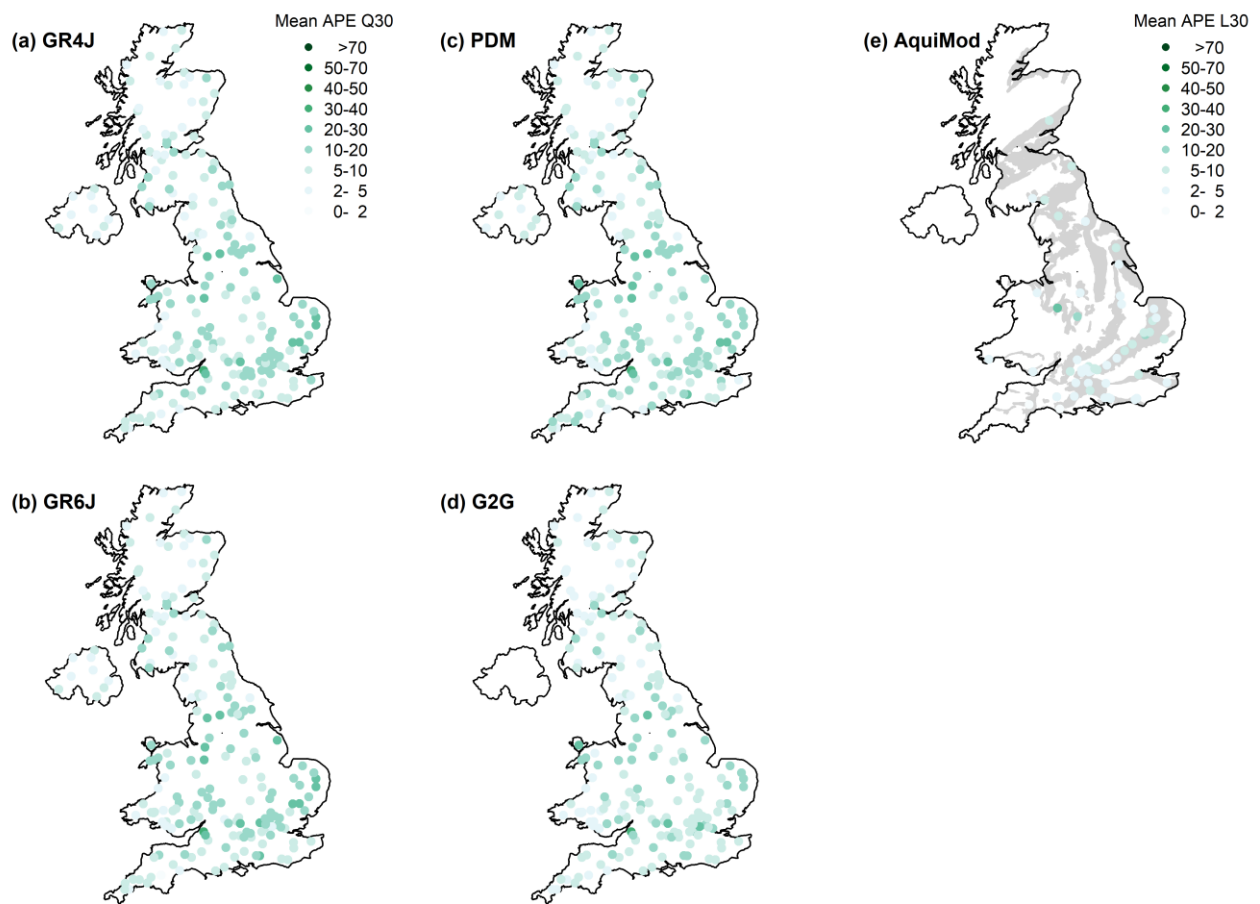 Mean APE Q30
(a) GR4J
>70
50-70
40-50
30-40
20-30
10-20
5-10
2- 5
0- 2
(c) PDM
Mean APE L30
(e) AquiMod
>70
50-70
40-50
30-40
20-30
10-20
5-10
2- 5
0- 2
(b) GR6J
(d) G2G